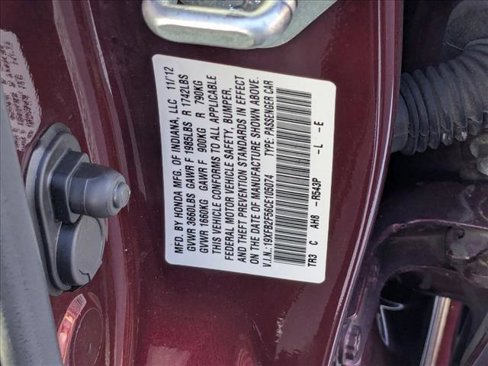 MFD. BY HONDA MFG. OF INDIANA, LLC 11/12
GVWR 3660LBS GAWR F 1985LBS R 1742LBS
GVWR 1660KG GAWR F 900KG R 790KG
THIS VEHICLE CONFORMS TO ALL APPLICABLE
FEDERAL MOTOR VEHICLE SAFETY, BUMPER,
AND THEFT PREVENTION STANDARDS IN EFFECT
ON THE DATE OF MANUFACTURE SHOWN ABOVE.
V.I.N.: 19XFB2F56CE105074 TYPE: PASSENGER CAR
TR3 C AH8 - R543P - L - E